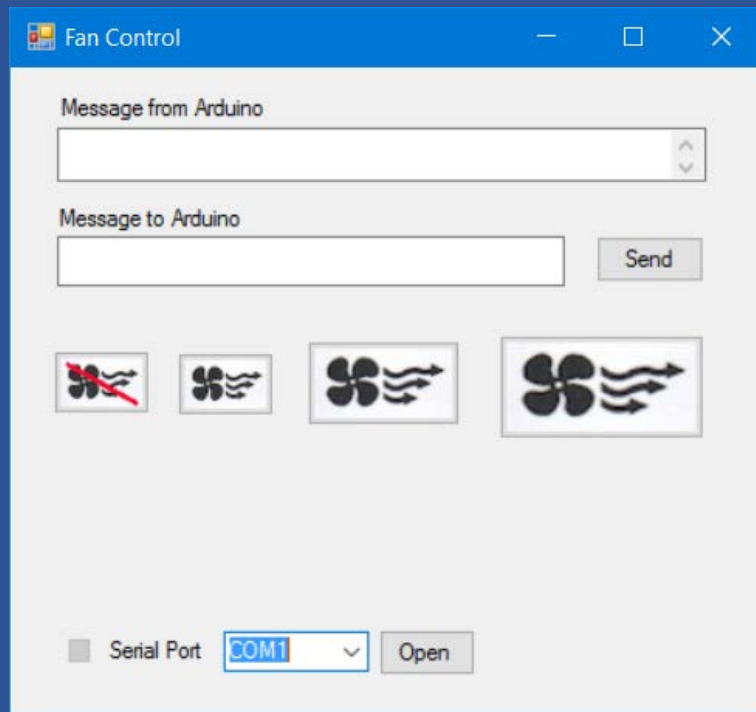 Fan Control
Message from Arduino
Message to Arduino
Send
Serial Port COM1 Open